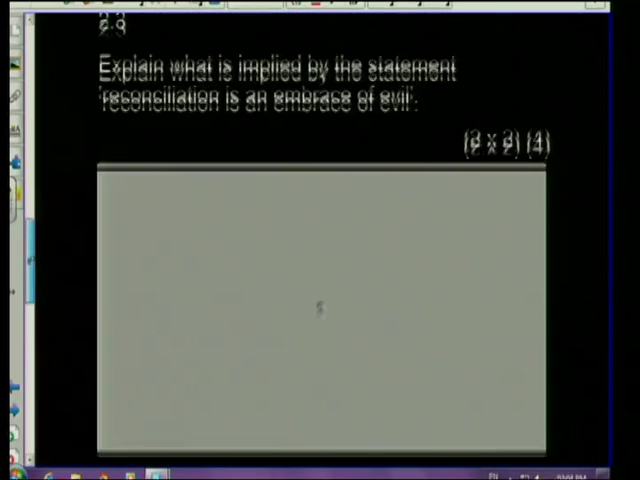 Explain what is implied by the statement
'reconciliation is an embrace of evil'.
(2 x 2) (4)